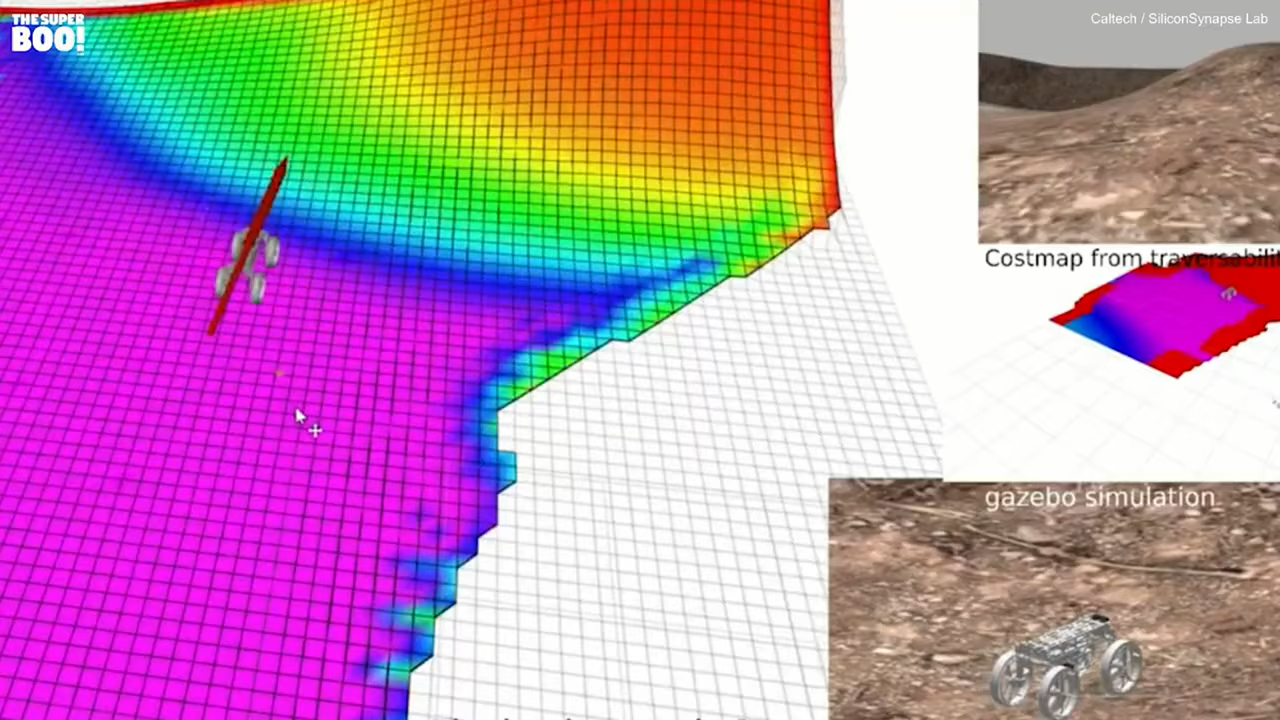 THE SUPER
BOO!
Caltech / SiliconSynapse Lab
Costmap from
gazebo simulation